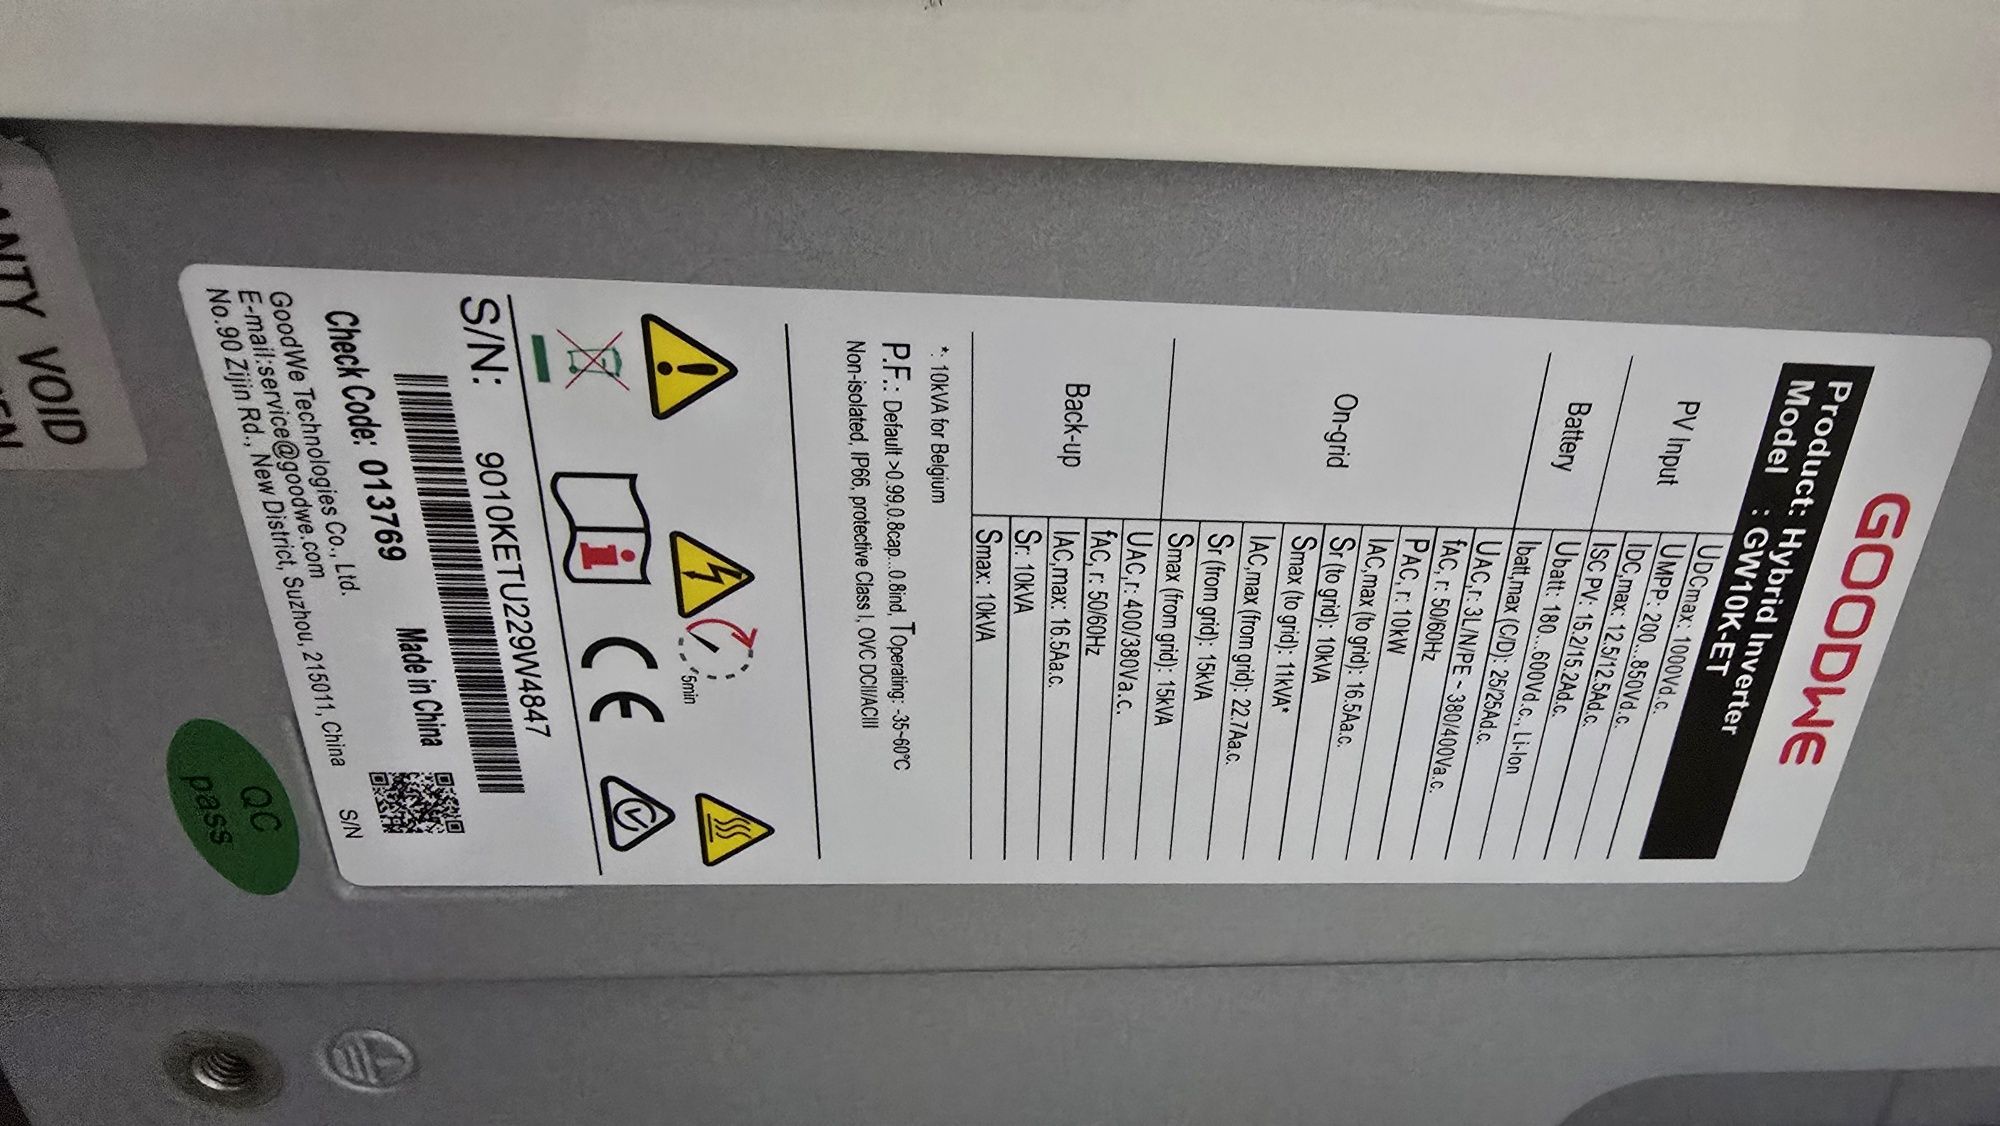 GOODWE
Product: Hybrid Inverter
Model : GW10K-ET
PV Input
UDCmax: 1000Vd.c.
UMPP: 200...850Vd.c.
IDC,max: 12.5/12.5Ad.c.
ISC PV: 15.2/15.2Ad.c.
Battery
Ubatt: 180...600Vd.c., Li-Ion
Ibatt,max (C/D): 25/25Ad.c.
On-grid
UAC,r: 3L/N/PE ~ 380/400Va.c.
fAC, r: 50/60Hz
PAC, r: 10kW
IAC,max (to grid): 16.5Aa.c.
Sr (to grid): 10kVA
Smax (to grid): 11kVA*
IAC,max (from grid): 22.7Aa.c.
Sr (from grid): 15kVA
Smax (from grid): 15kVA
Back-up
UAC,r: 400/380Va.c.
fAC, r: 50/60Hz
IAC,max: 16.5Aa.c.
Sr: 10kVA
Smax: 10kVA
*: 10kVA for Belgium
P.F.: Default >0.99,0.8cap...0.8ind, Toperating: -35~60°C
Non-isolated, IP66, protective Class I, OVC DCII/ACIII
5min
CE
S/N: 9010KETU229W4847
Check Code: 013769 Made in China
GoodWe Technologies Co., Ltd.
E-mail:service@goodwe.com
No.90 Zijin Rd., New District, Suzhou, 215011, China
S/N
QC
pass
ANTY VOID